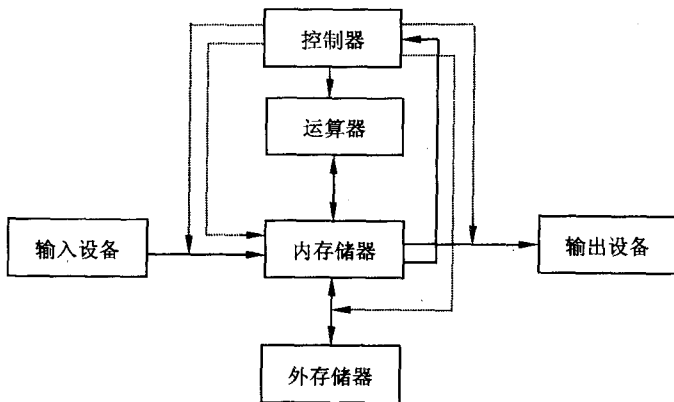 控制器
运算器
输入设备
内存储器
输出设备
外存储器